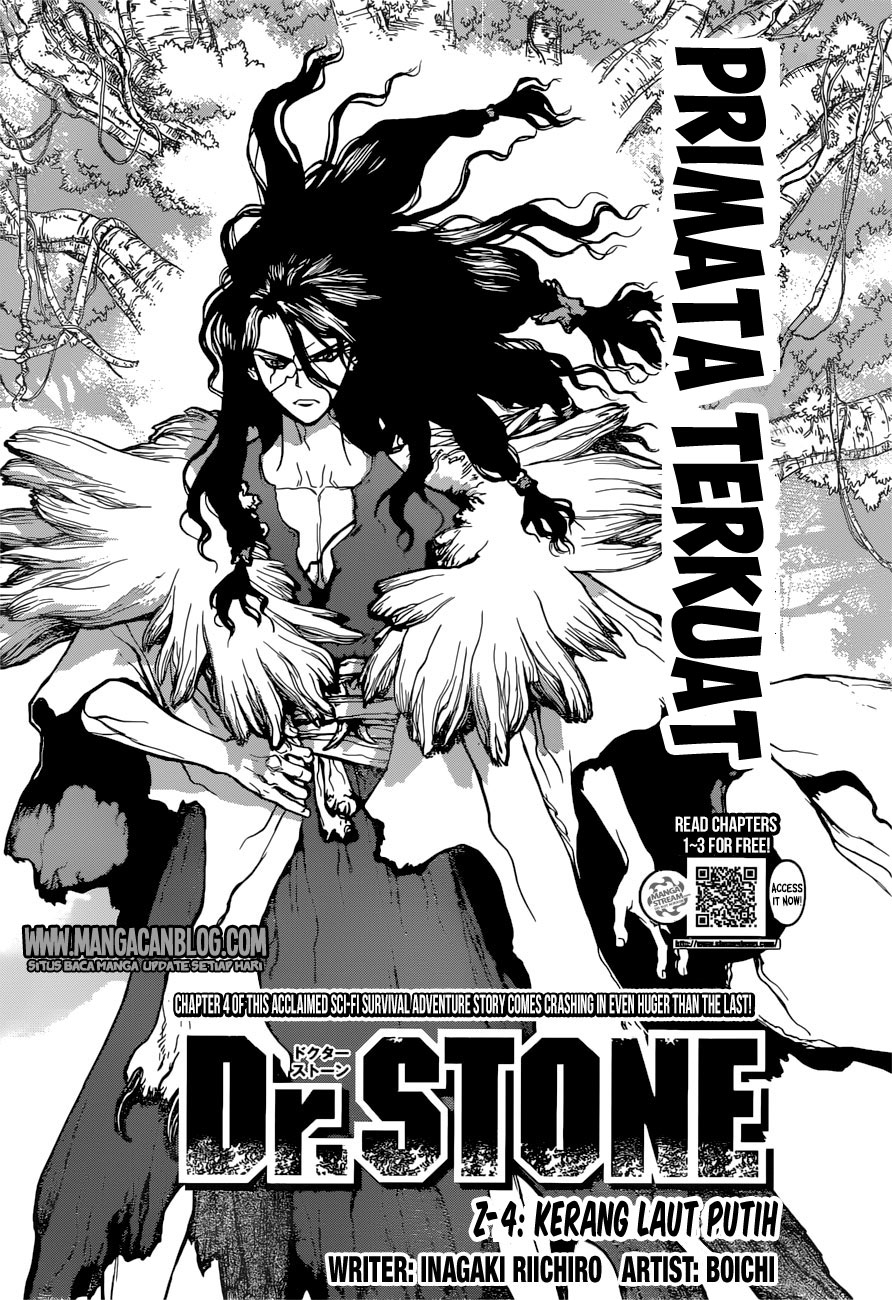 PRIMATA TERKUAT
READ CHAPTERS
1~3 FOR FREE!
MANGA
STREAM
ACCESS
IT NOW!
WWW.MANGACANBLOG.COM
SITUS BACA MANGA UPDATE SETIAP HARI
CHAPTER 4 OF THIS ACCLAIMED SCI-FI SURVIVAL ADVENTURE STORY COMES CRASHING IN EVEN HUGER THAN THE LAST!
ドクター
ストーン
Dr.STONE
Z-4: KERANG LAUT PUTIH
WRITER: INAGAKI RIICHIRO ARTIST: BOICHI